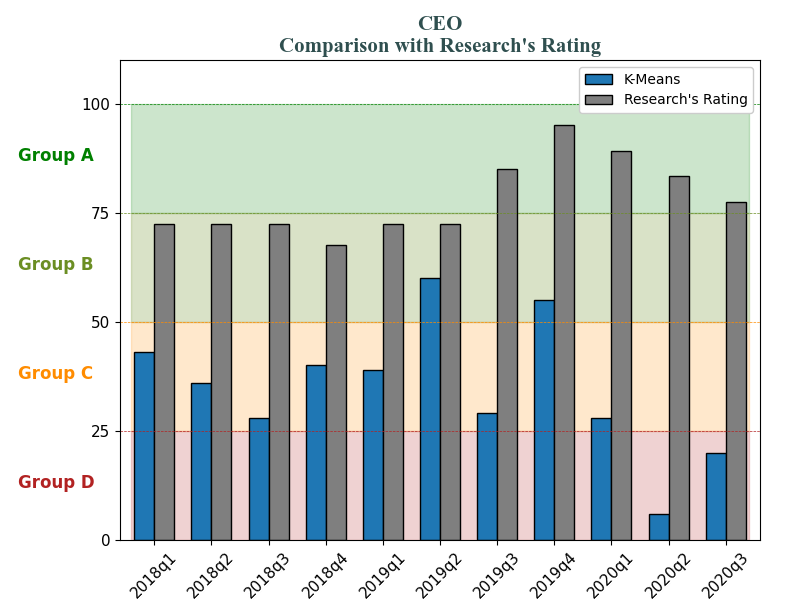 CEO
Comparison with Research's Rating
K-Means
Research's Rating
100
Group A
75
Group B
50
Group C
25
Group D
0
2018q1
2018q2
2018q3
2018q4
2019q1
2019q2
2019q3
2019q4
2020q1
2020q2
2020q3